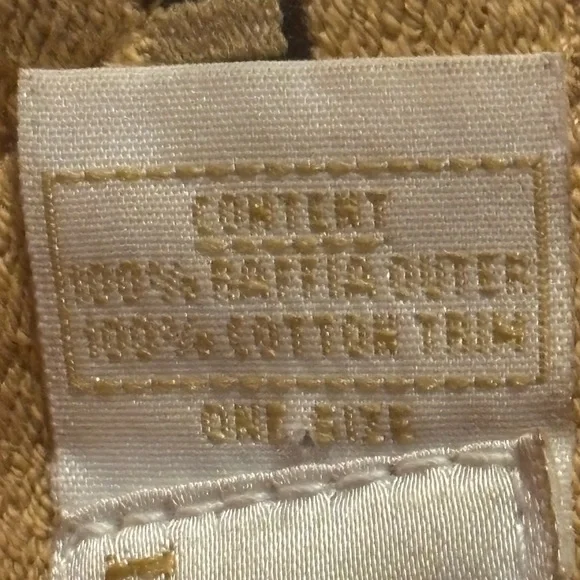 CONTENT
100% RAFFIA OUTER
100% COTTON TRIM
ONE SIZE